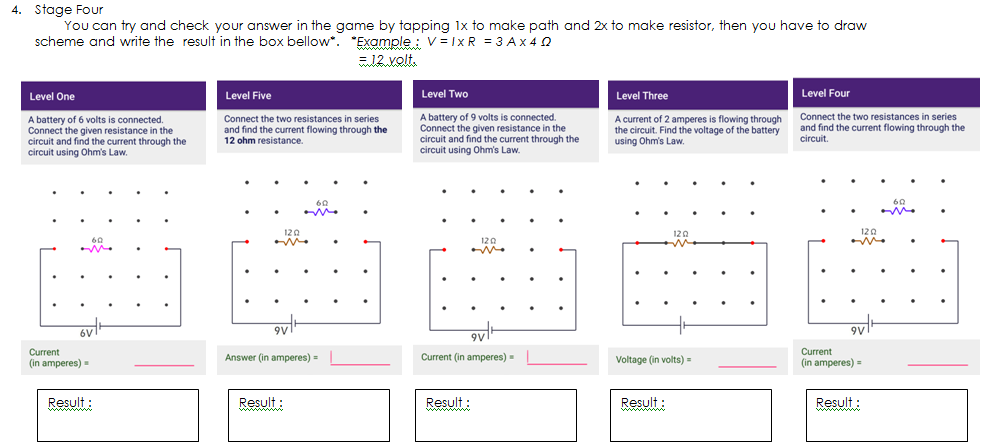 4. Stage Four
You can try and check your answer in the game by tapping 1x to make path and 2x to make resistor, then you have to draw
scheme and write the result in the box bellow*. *Example : V = I x R = 3 A x 4 Ω
= 12 volt.
Level One
A battery of 6 volts is connected.
Connect the given resistance in the
circuit and find the current through the
circuit using Ohm's Law.
6 Ω
6V
Current
(in amperes) =
Result :
Level Five
Connect the two resistances in series
and find the current flowing through the
12 ohm resistance.
6 Ω
12 Ω
9V
Answer (in amperes) =
Result :
Level Two
A battery of 9 volts is connected.
Connect the given resistance in the
circuit and find the current through the
circuit using Ohm's Law.
12 Ω
9V
Current (in amperes) =
Result :
Level Three
A current of 2 amperes is flowing through
the circuit. Find the voltage of the battery
using Ohm's Law.
12 Ω
Voltage (in volts) =
Result :
Level Four
Connect the two resistances in series
and find the current flowing through the
circuit.
6 Ω
12 Ω
9V
Current
(in amperes) =
Result :